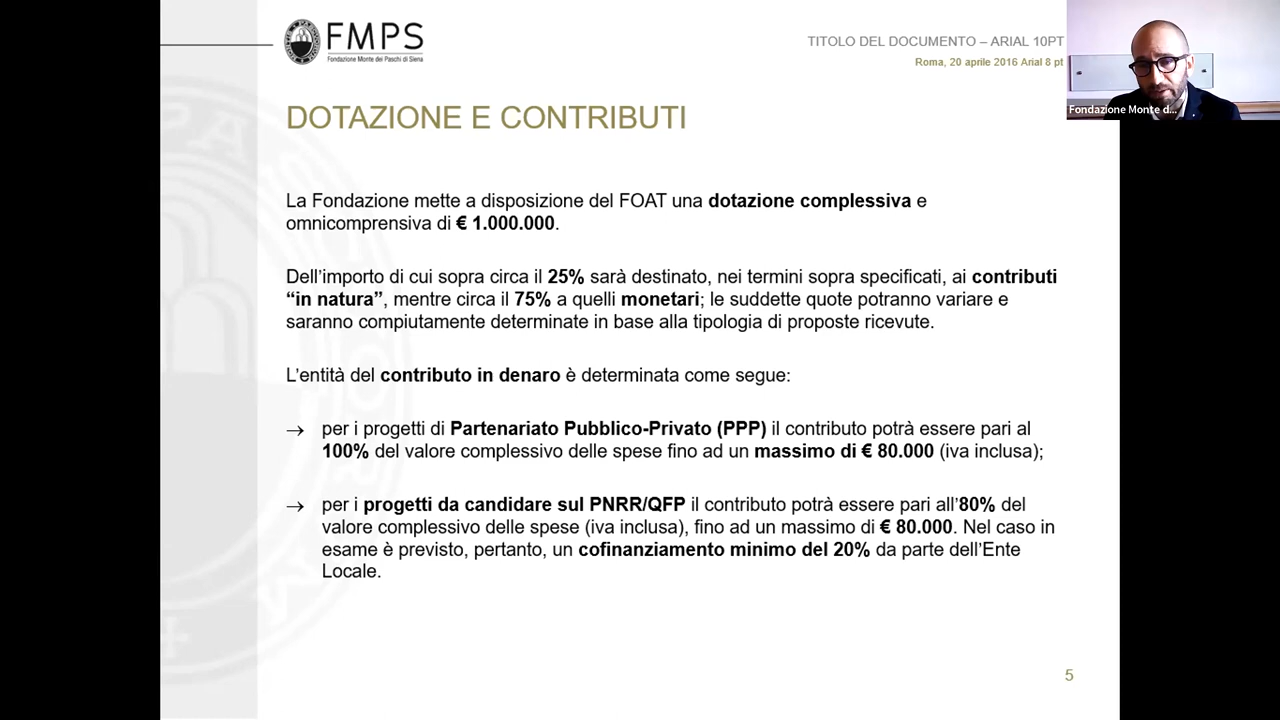 FMPS
Fondazione Monte dei Paschi di Siena
TITOLO DEL DOCUMENTO – ARIAL 10PT
Roma, 20 aprile 2016 Arial 8 pt
Fondazione Monte d...
DOTAZIONE E CONTRIBUTI
La Fondazione mette a disposizione del FOAT una dotazione complessiva e
omnicomprensiva di € 1.000.000.
Dell’importo di cui sopra circa il 25% sarà destinato, nei termini sopra specificati, ai contributi
“in natura”, mentre circa il 75% a quelli monetari; le suddette quote potranno variare e
saranno compiutamente determinate in base alla tipologia di proposte ricevute.
L’entità del contributo in denaro è determinata come segue:
→ per i progetti di Partenariato Pubblico-Privato (PPP) il contributo potrà essere pari al
100% del valore complessivo delle spese fino ad un massimo di € 80.000 (iva inclusa);
→ per i progetti da candidare sul PNRR/QFP il contributo potrà essere pari all’80% del
valore complessivo delle spese (iva inclusa), fino ad un massimo di € 80.000. Nel caso in
esame è previsto, pertanto, un cofinanziamento minimo del 20% da parte dell’Ente
Locale.
5